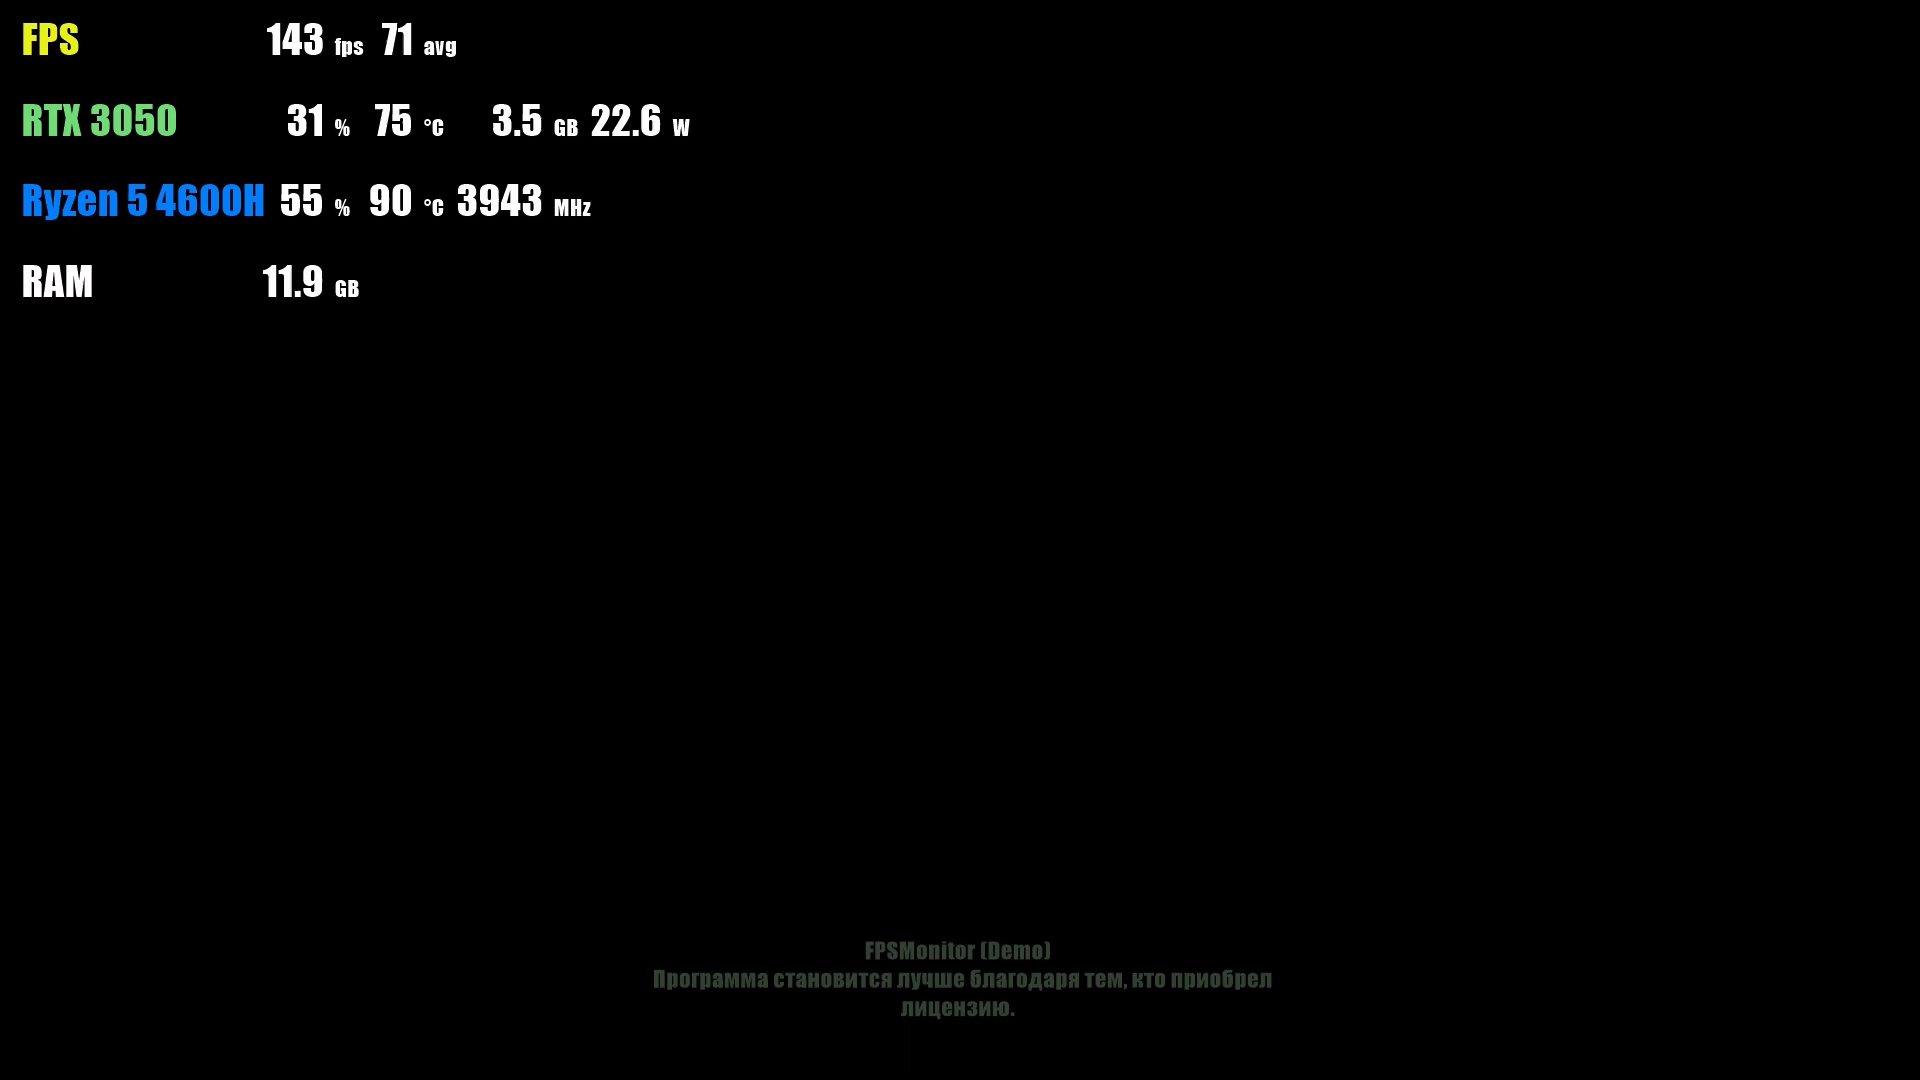 FPS 143 fps 71 avg
RTX 3050 31 % 75 °C 3.5 GB 22.6 W
Ryzen 5 4600H 55 % 90 °C 3943 MHz
RAM 11.9 GB
FPSMonitor (Demo)
Программа становится лучше благодаря тем, кто приобрел
лицензию.